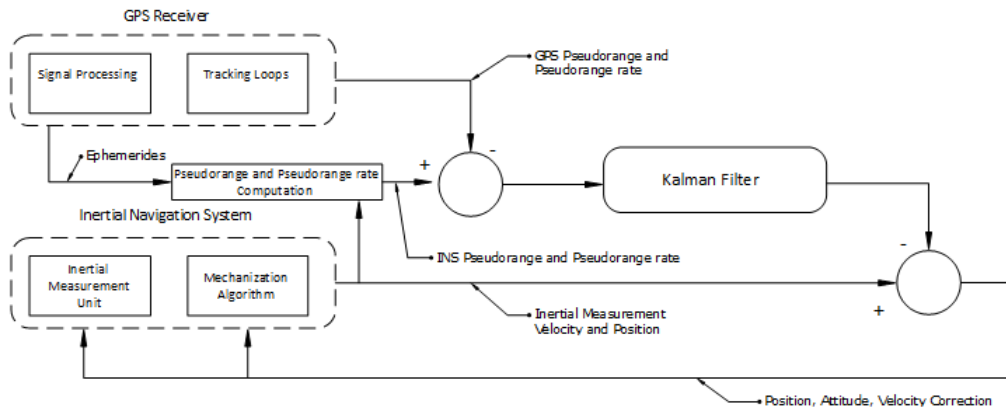 GPS Receiver
Signal Processing
Tracking Loops
GPS Pseudorange and
Pseudorange rate
Ephemerides
Pseudorange and Pseudorange rate
Computation
+
-
Kalman Filter
Inertial Navigation System
INS Pseudorange and Pseudorange rate
Inertial
Measurement
Unit
Mechanization
Algorithm
-
+
Inertial Measurement
Velocity and Position
Position, Attitude, Velocity Correction